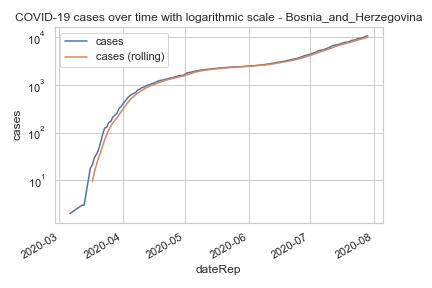 COVID-19 cases over time with logarithmic scale - Bosnia_and_Herzegovina
cases
cases (rolling)
10⁴
10³
10²
10¹
cases
2020-03
2020-04
2020-05
2020-06
2020-07
2020-08
dateRep